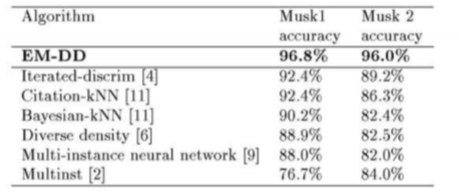 Algorithm Musk1 Musk 2
accuracy accuracy
EM-DD 96.8% 96.0%
Iterated-discrim [4] 92.4% 89.2%
Citation-kNN [11] 92.4% 86.3%
Bayesian-kNN [11] 90.2% 82.4%
Diverse density [6] 88.9% 82.5%
Multi-instance neural network [9] 88.0% 82.0%
Multinst [2] 76.7% 84.0%